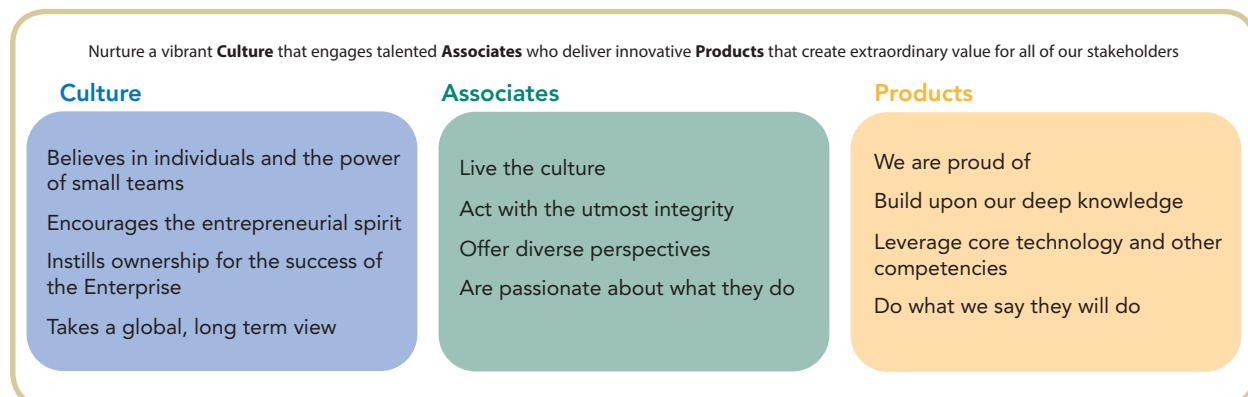 Nurture a vibrant Culture that engages talented Associates who deliver innovative Products that create extraordinary value for all of our stakeholders
Culture
Believes in individuals and the power
of small teams
Encourages the entrepreneurial spirit
Instills ownership for the success of
the Enterprise
Takes a global, long term view
Associates
Live the culture
Act with the utmost integrity
Offer diverse perspectives
Are passionate about what they do
Products
We are proud of
Build upon our deep knowledge
Leverage core technology and other
competencies
Do what we say they will do